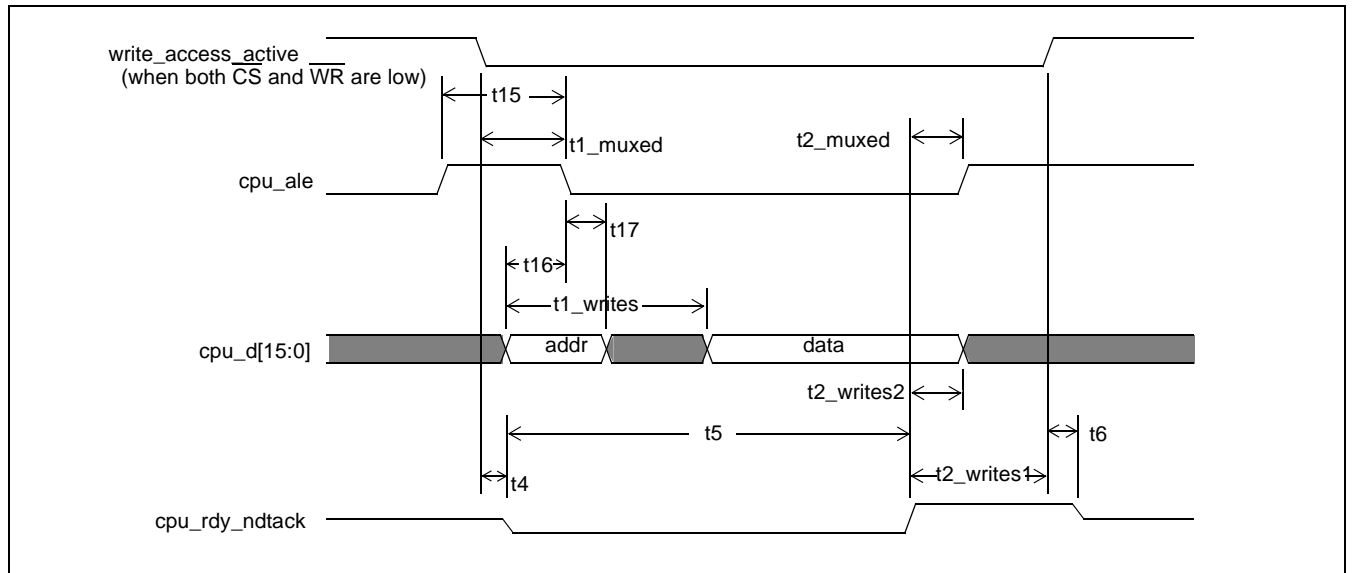 write_access_active
(when both CS and WR are low)
t15
t1_muxed
t2_muxed
cpu_ale
t17
t16
t1_writes
cpu_d[15:0]
addr
data
t2_writes2
t5
t6
t4
t2_writes1
cpu_rdy_ndtack